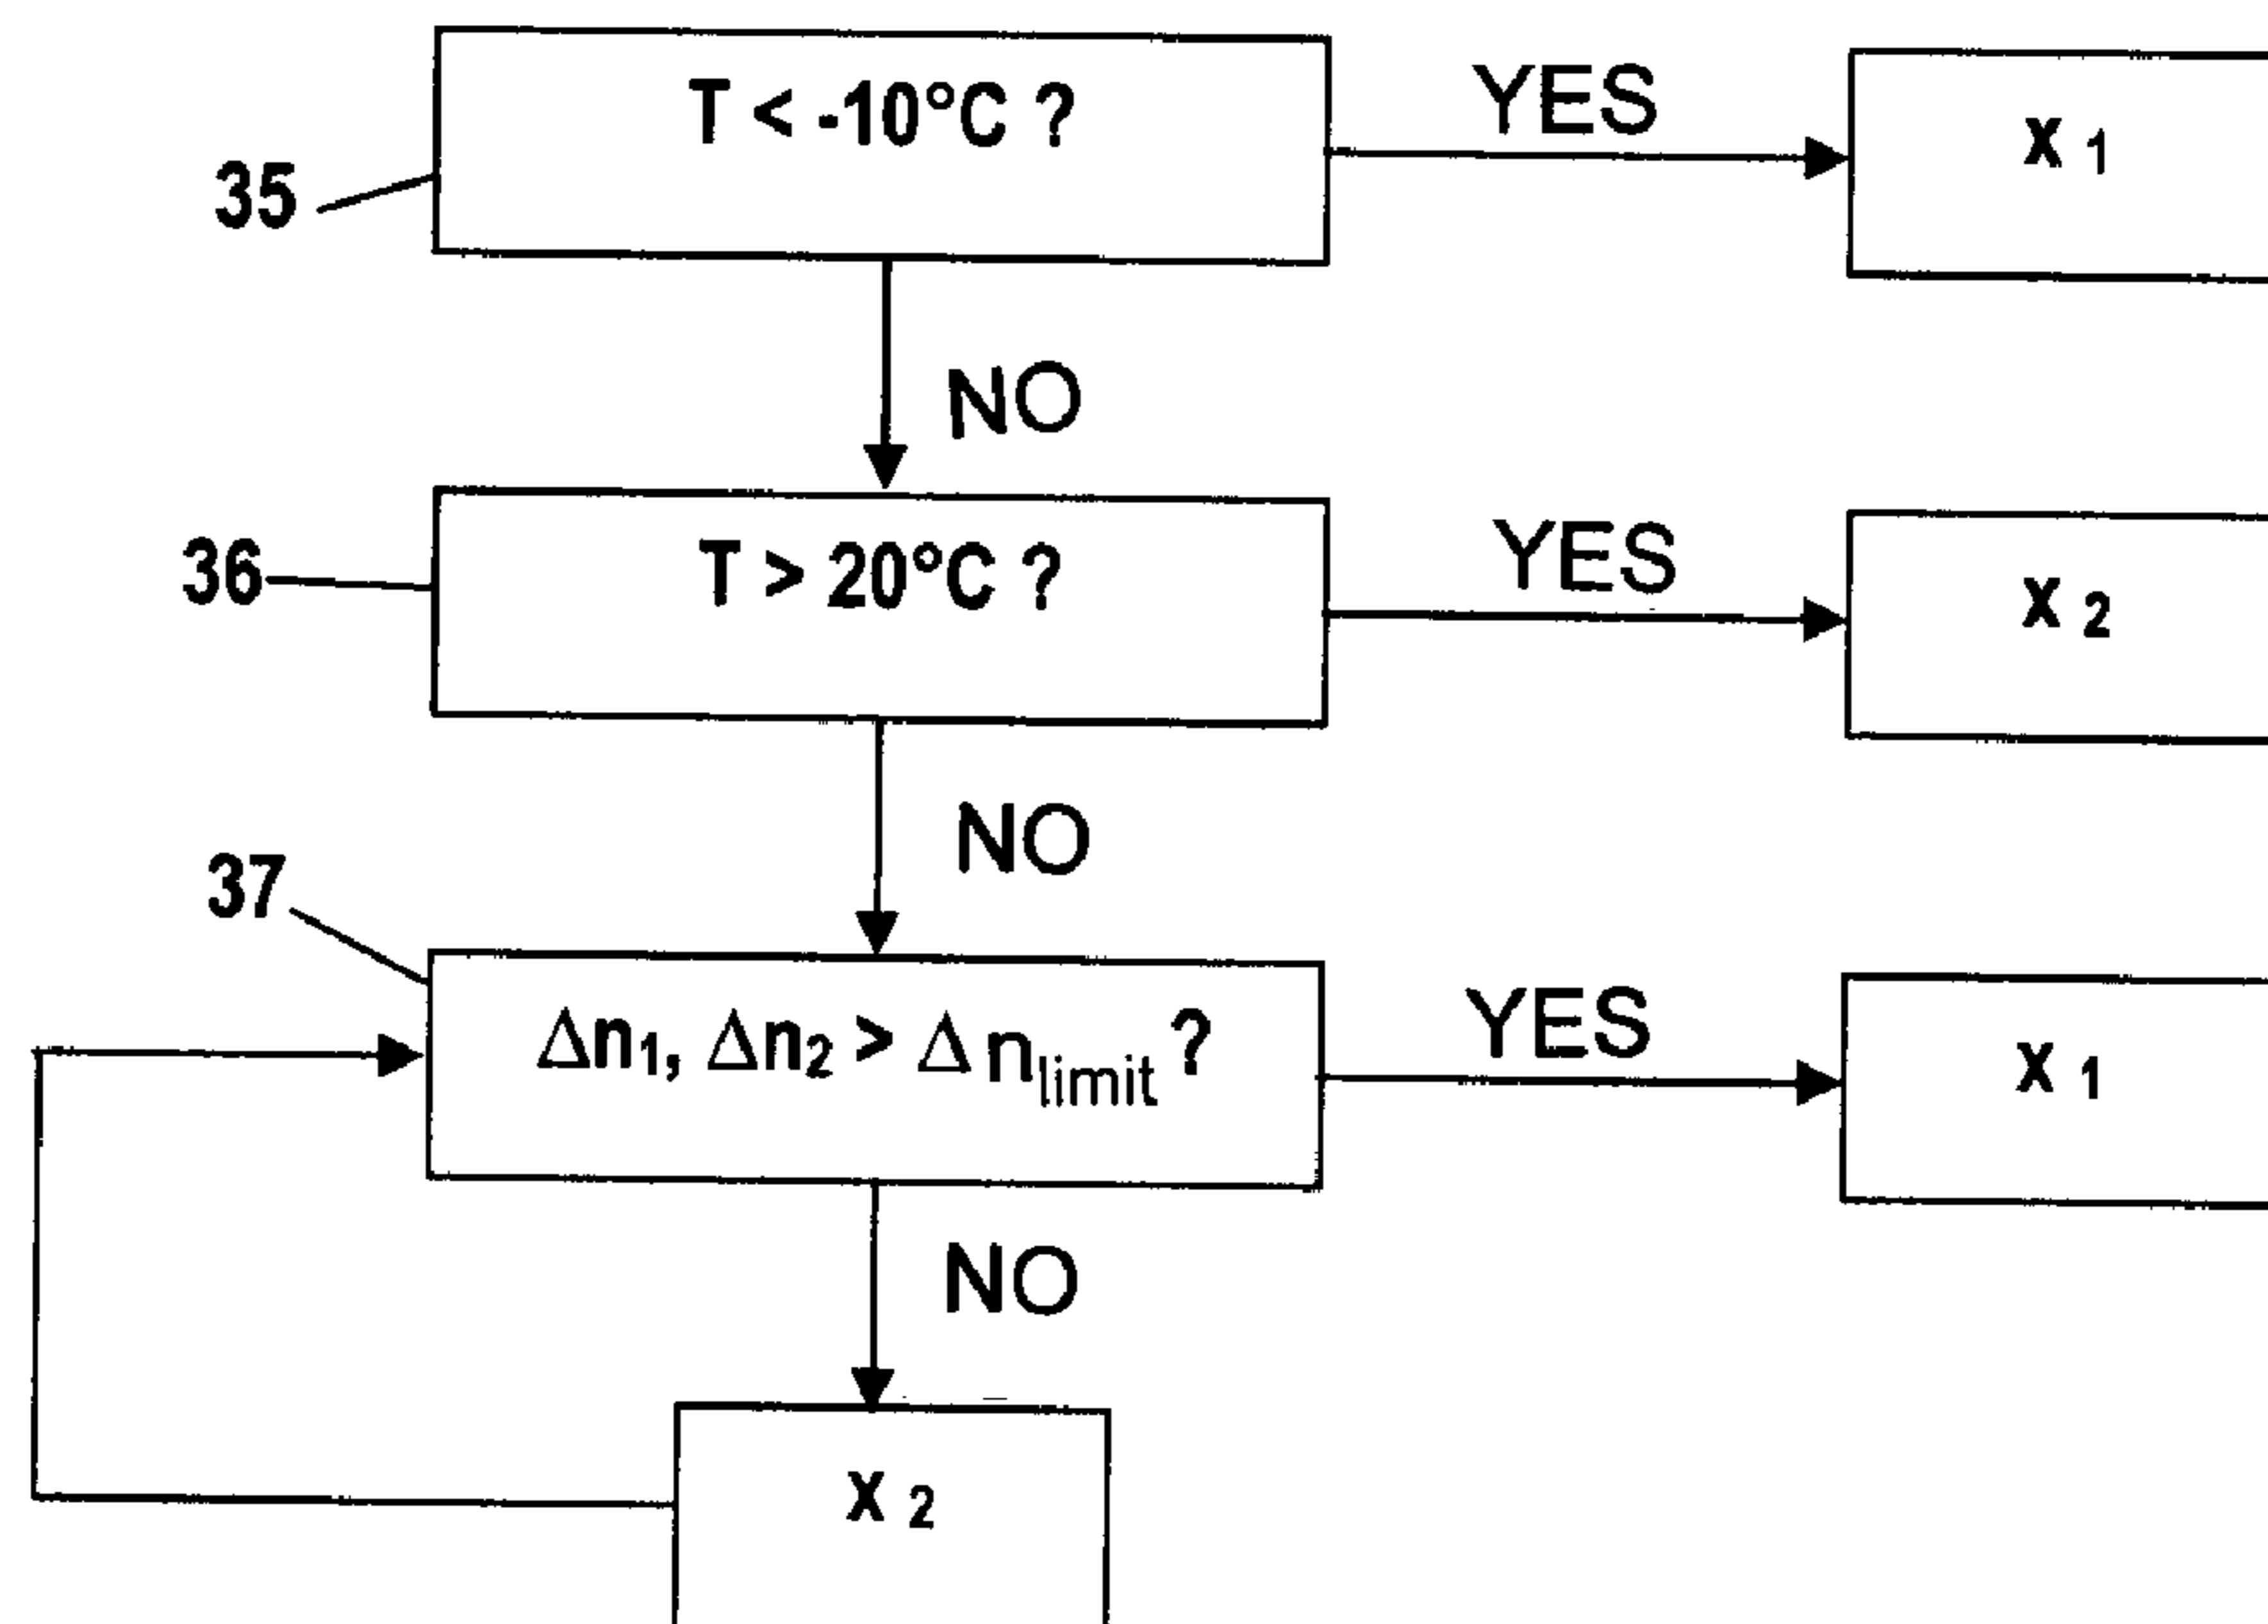 T < -10°C ?
YES
x 1
35
NO
T > 20°C ?
YES
x 2
36
NO
37
Δn1, Δn2 > Δ nlimit ?
YES
x 1
NO
x 2